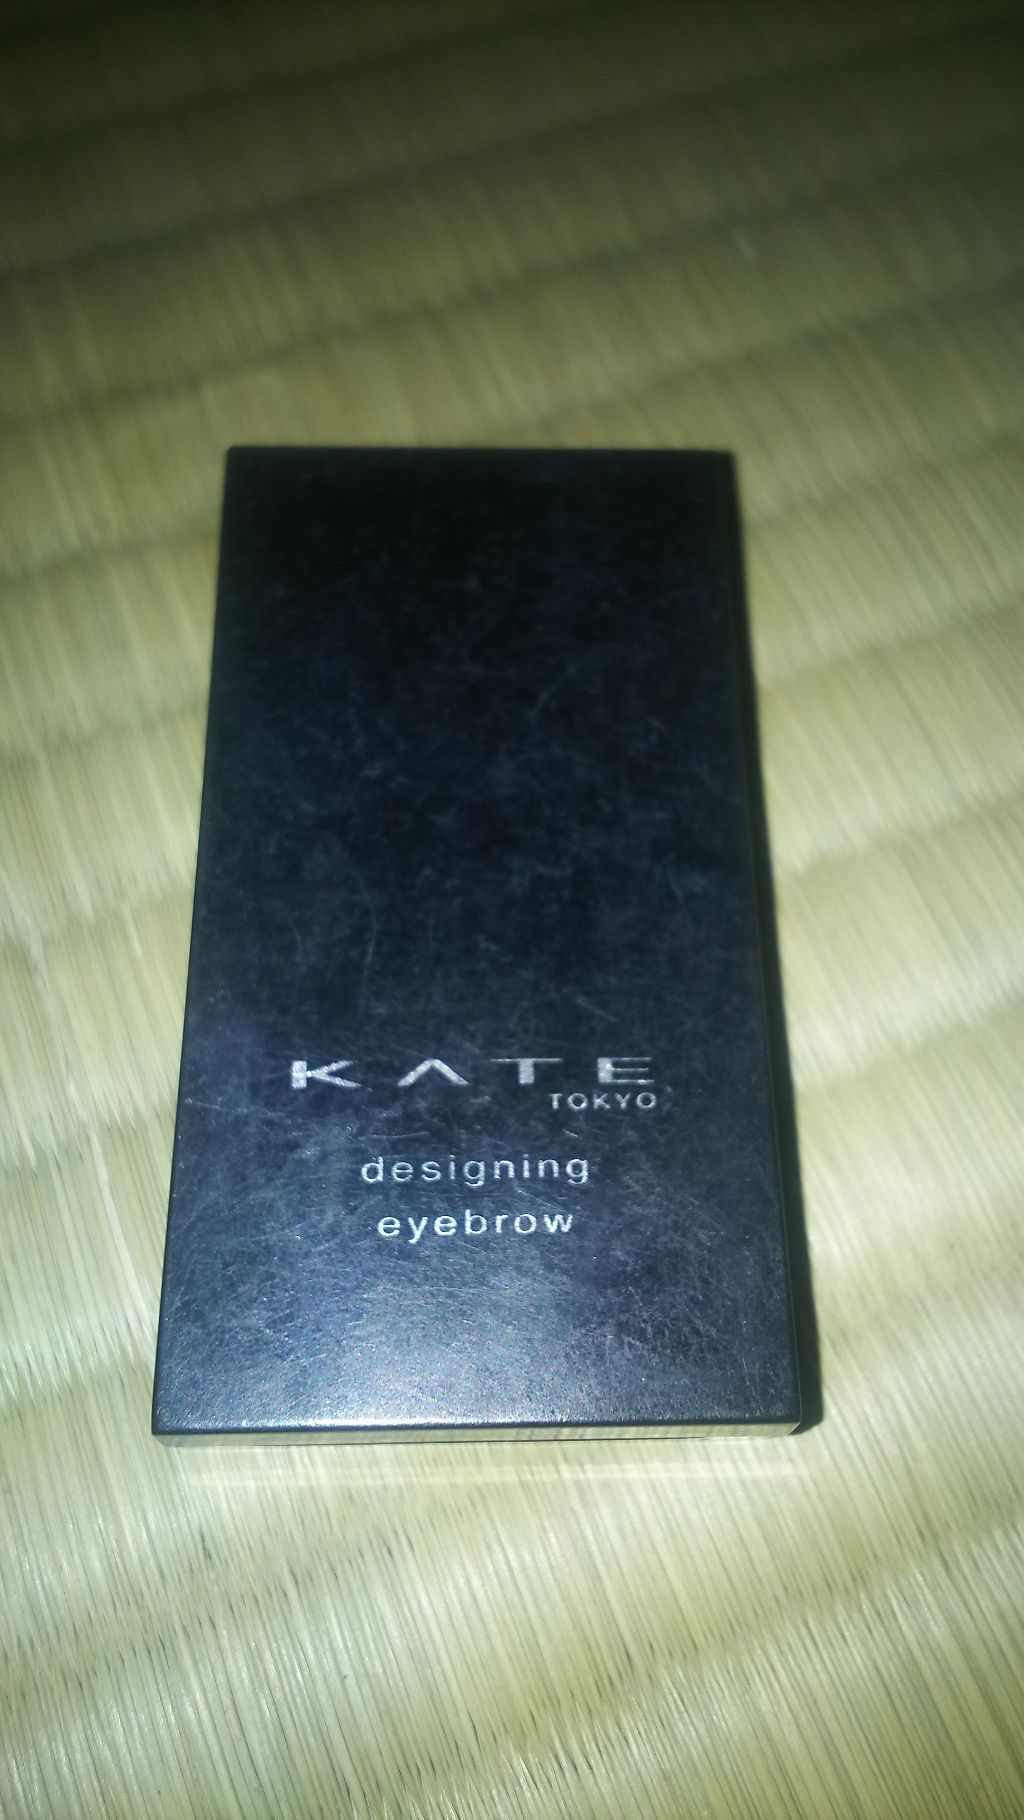 KATE
TOKYO
designing
eyebrow